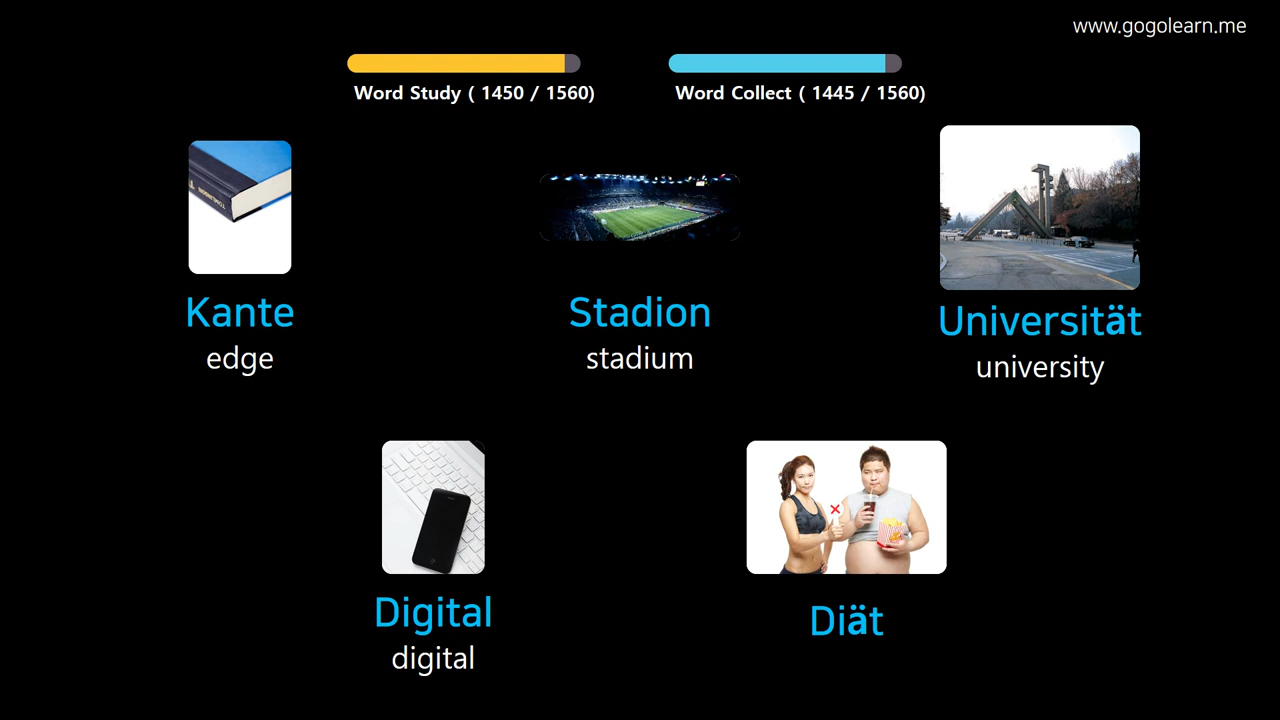 www.gogolearn.me
Word Study ( 1450 / 1560)
Word Collect ( 1445 / 1560)
Kante
edge
Stadion
stadium
Universität
university
Digital
digital
Diät